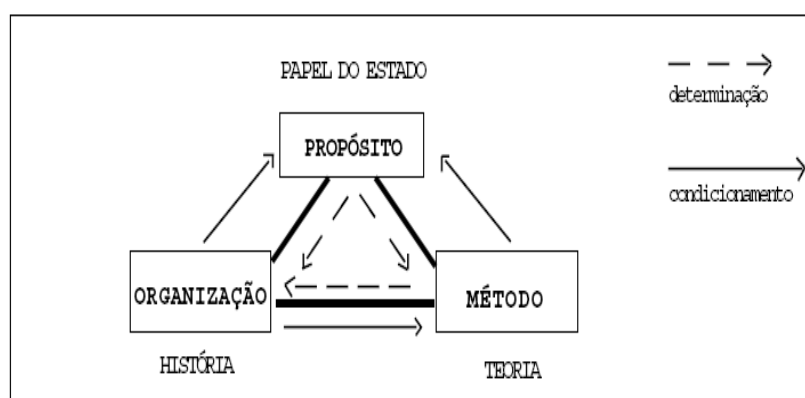 PAPEL DO ESTADO
PROPÓSITO
determinação
condicionamento
ORGANIZAÇÃO
MÉTODO
HISTÓRIA
TEORIA